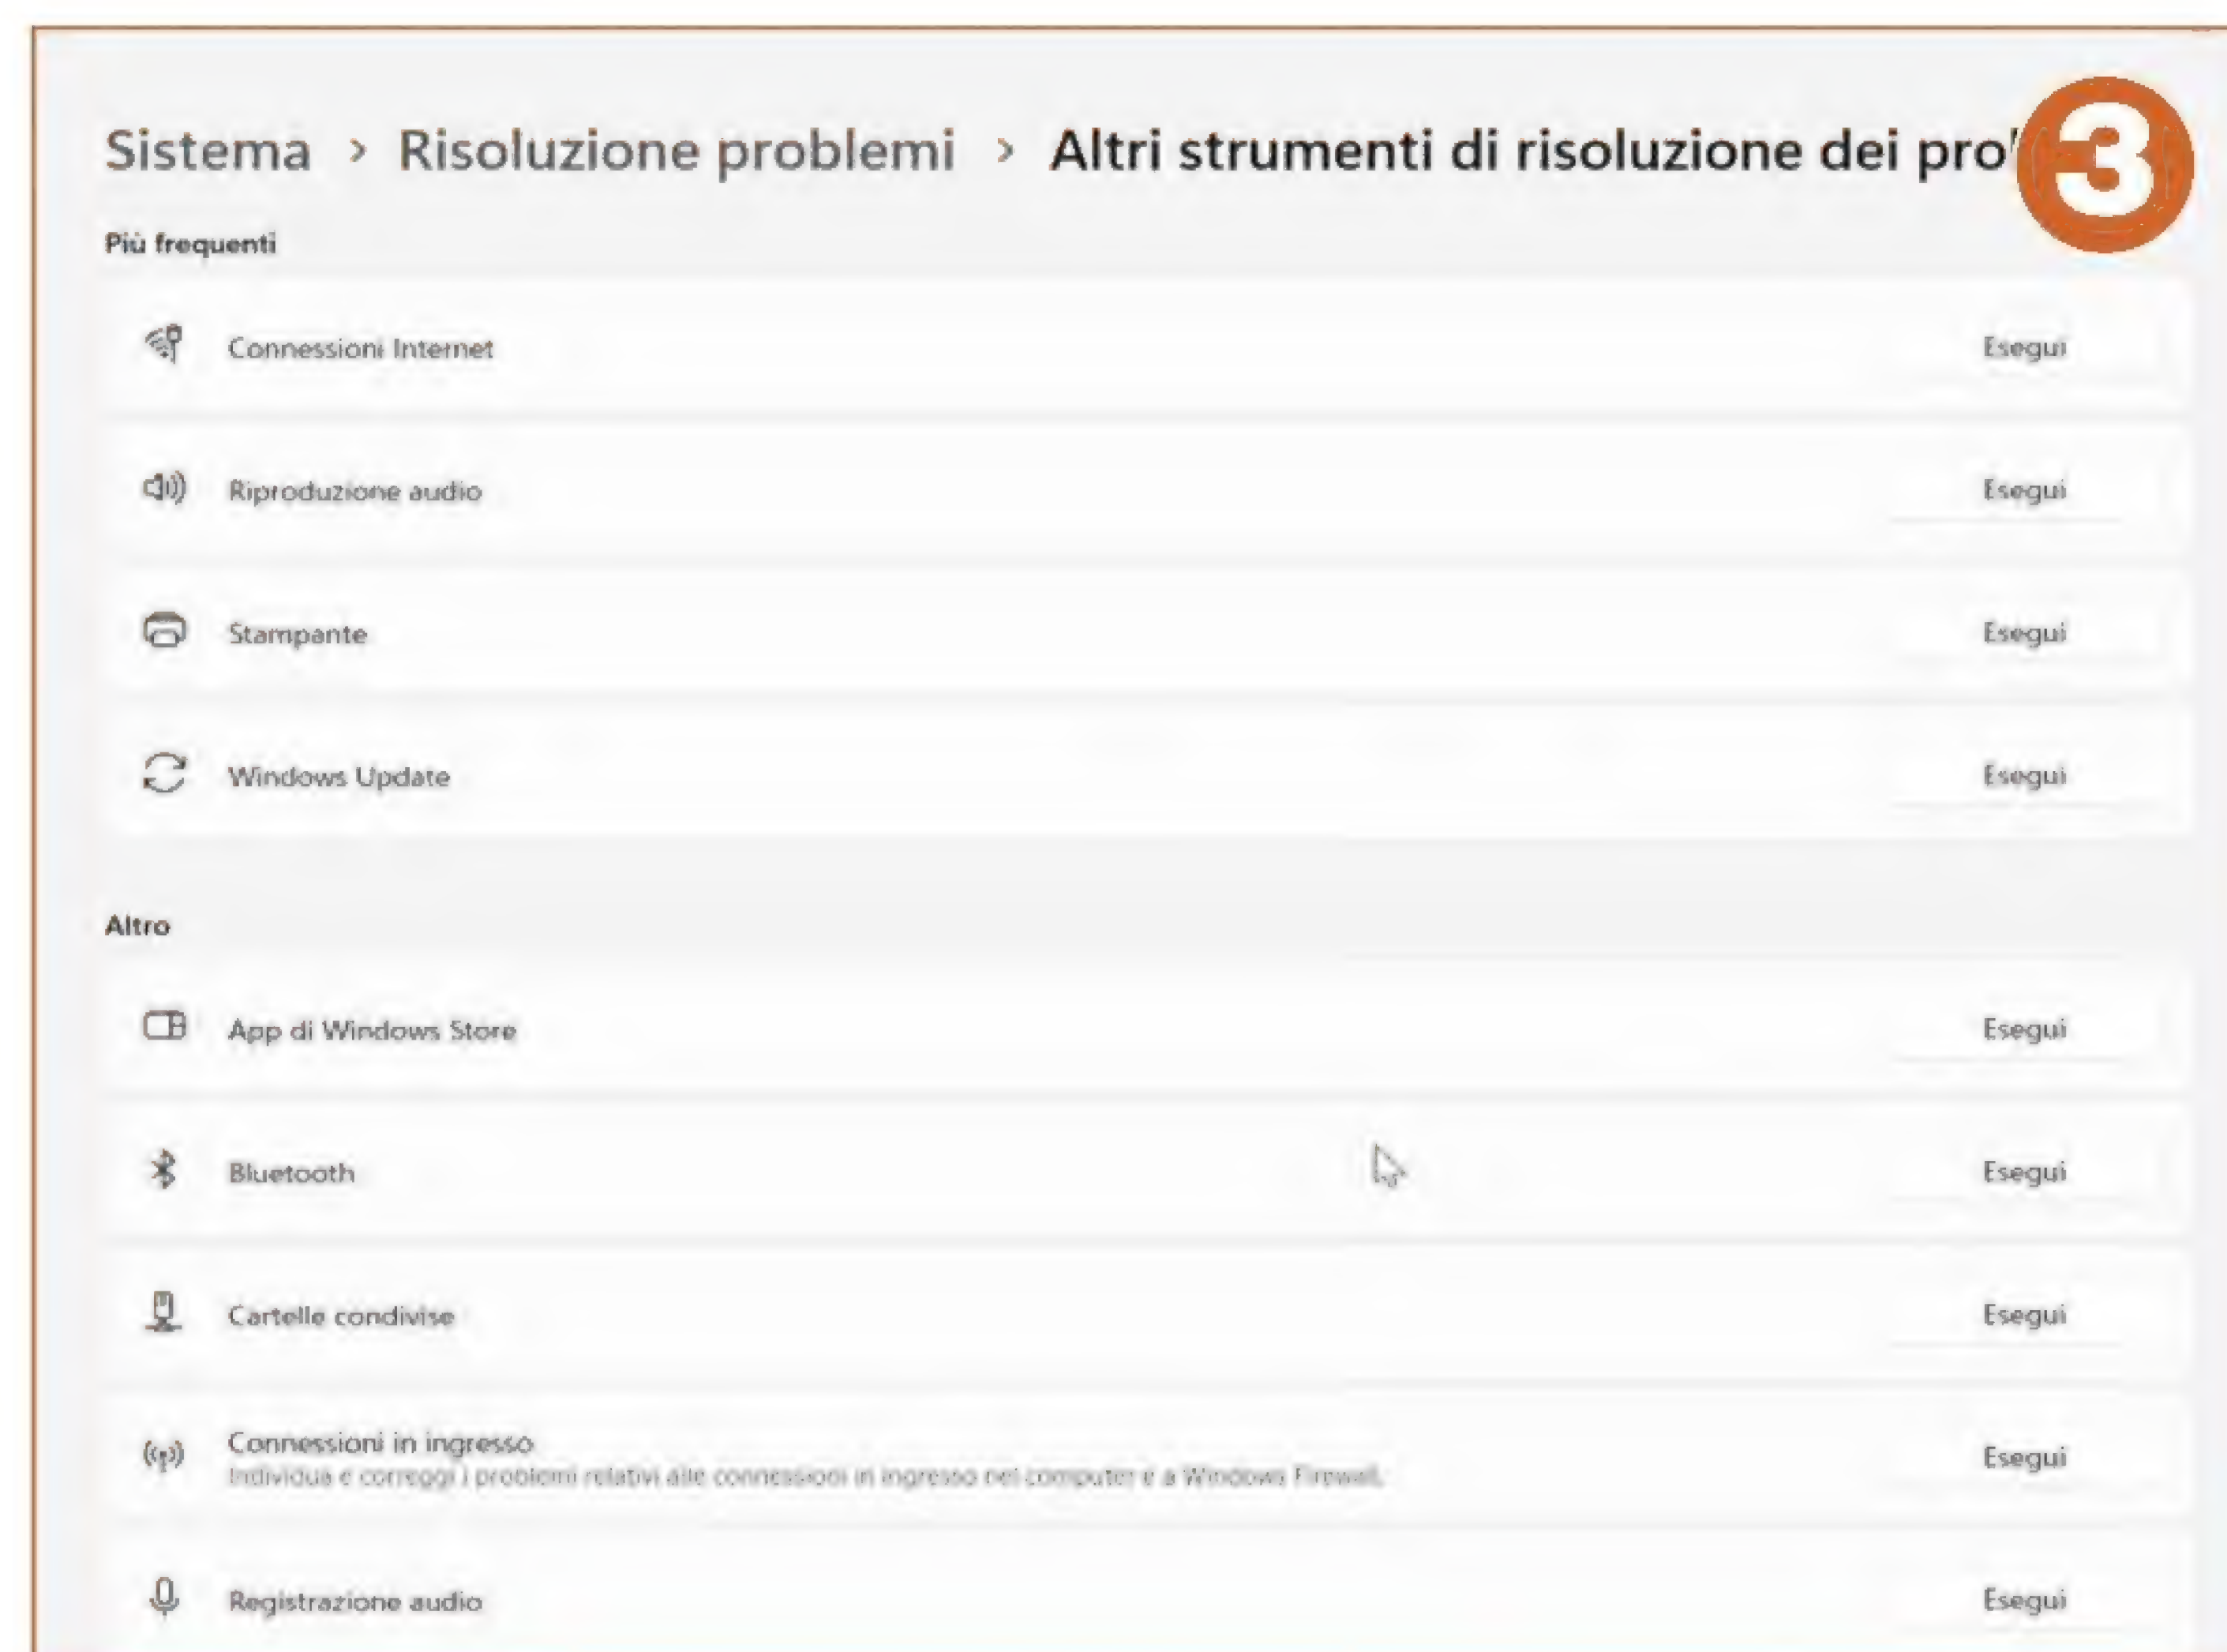 Sistema > Risoluzione problemi > Altri strumenti di risoluzione dei pro
3
Più frequenti
Connessioni Internet Esegui
Riproduzione audio Esegui
Stampante Esegui
Windows Update Esegui
Altro
App di Windows Store Esegui
Bluetooth Esegui
Cartelle condivise Esegui
Connessioni in ingresso Esegui
Individua e correggi i problemi relativi alle connessioni in ingresso nel computer e a Windows Firewall.
Registrazione audio Esegui